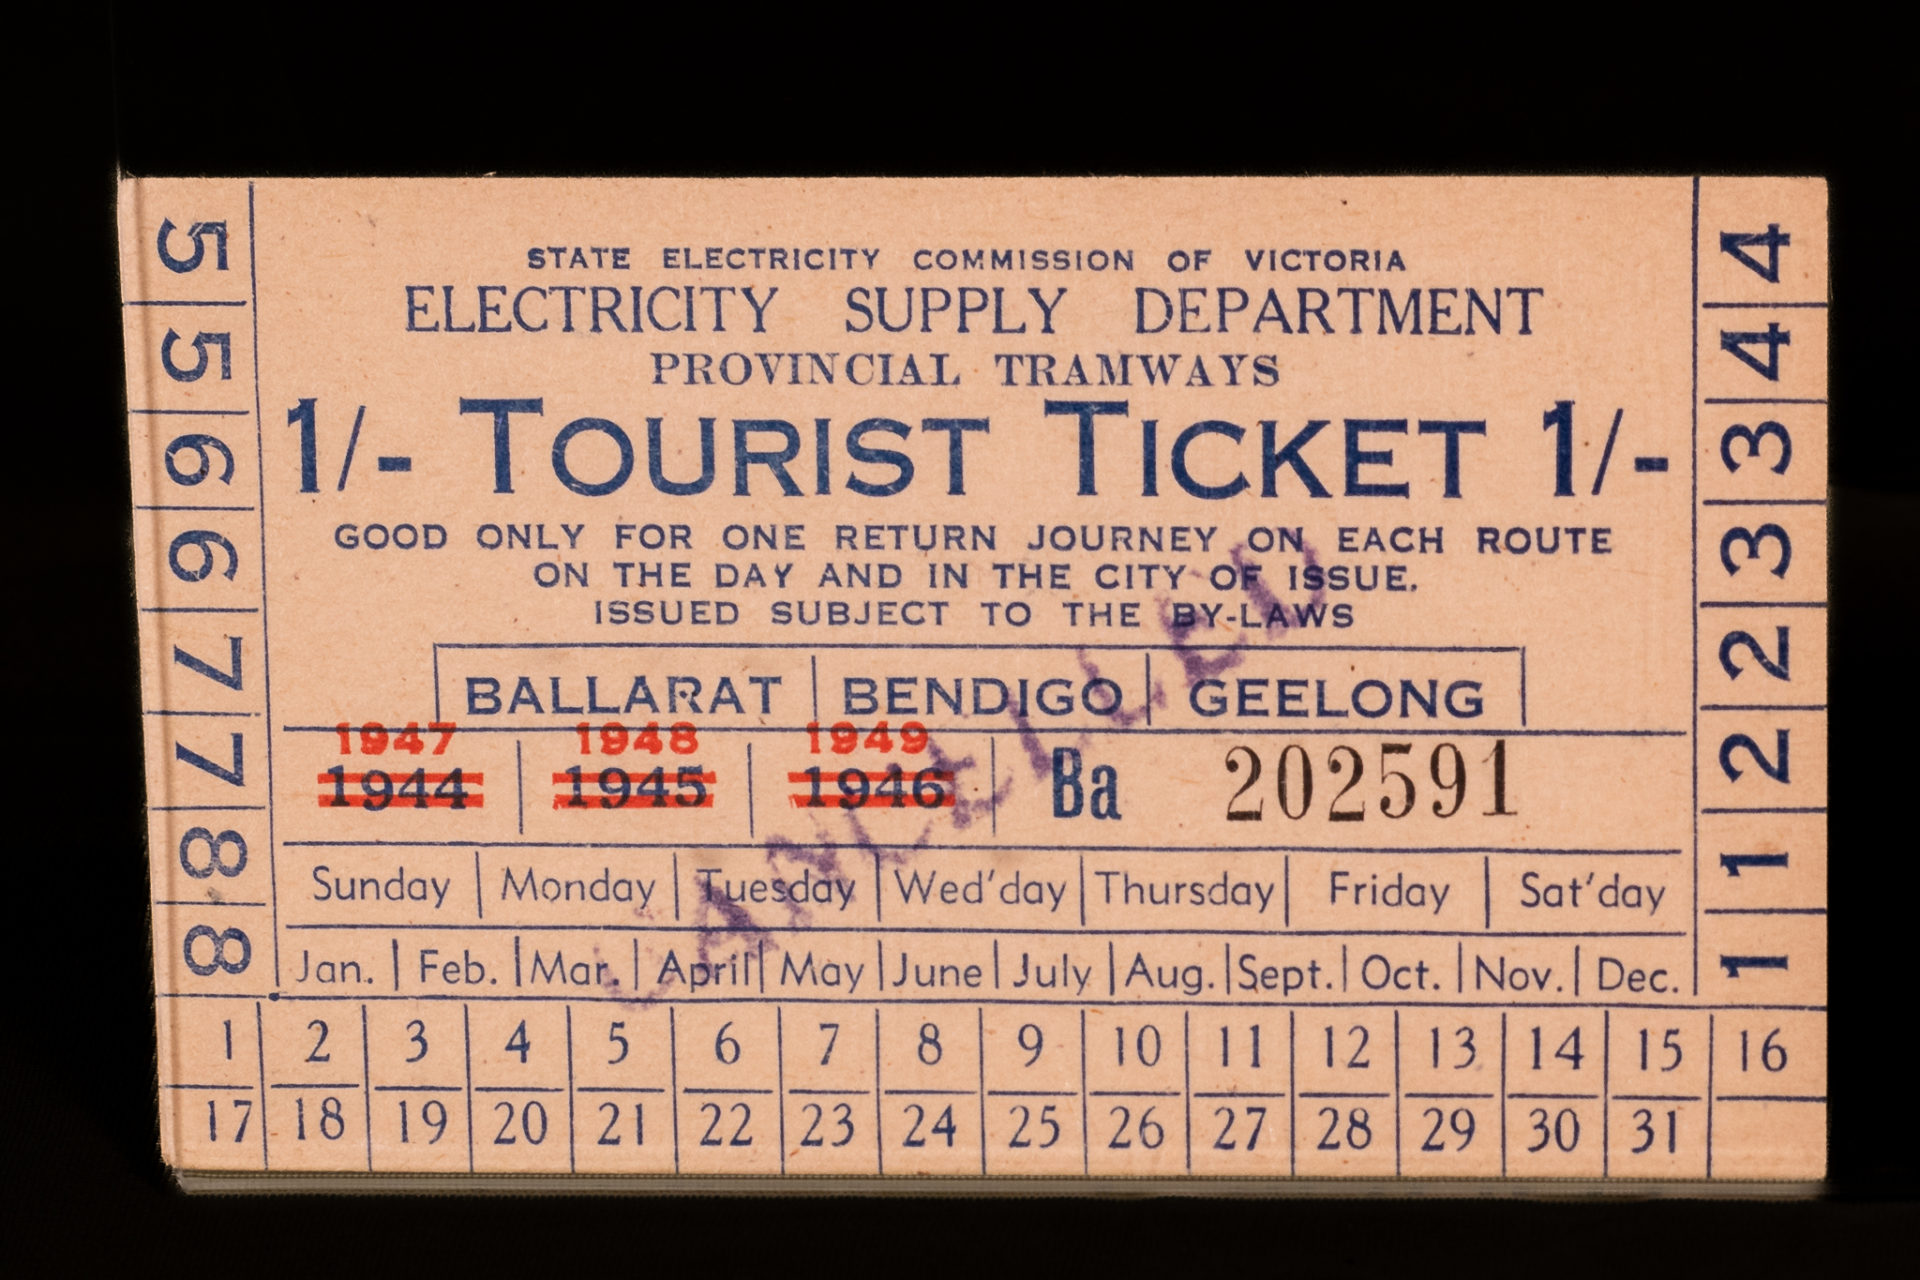 STATE ELECTRICITY COMMISSION OF VICTORIA
ELECTRICITY SUPPLY DEPARTMENT
PROVINCIAL TRAMWAYS
1/- TOURIST TICKET 1/-
GOOD ONLY FOR ONE RETURN JOURNEY ON EACH ROUTE
ON THE DAY AND IN THE CITY OF ISSUE.
ISSUED SUBJECT TO THE BY-LAWS
BALLARAT BENDIGO GEELONG
1947 1948 1949
1944 1945 1946 Ba 202591
CANCELLED
Sunday Monday Tuesday Wed'day Thursday Friday Sat'day
Jan. Feb. Mar. April May June July Aug. Sept. Oct. Nov. Dec.
1 2 3 4 5 6 7 8 9 10 11 12 13 14 15 16
17 18 19 20 21 22 23 24 25 26 27 28 29 30 31
5 5 6 6 7 7 8 8
4 4 3 3 2 2 1 1